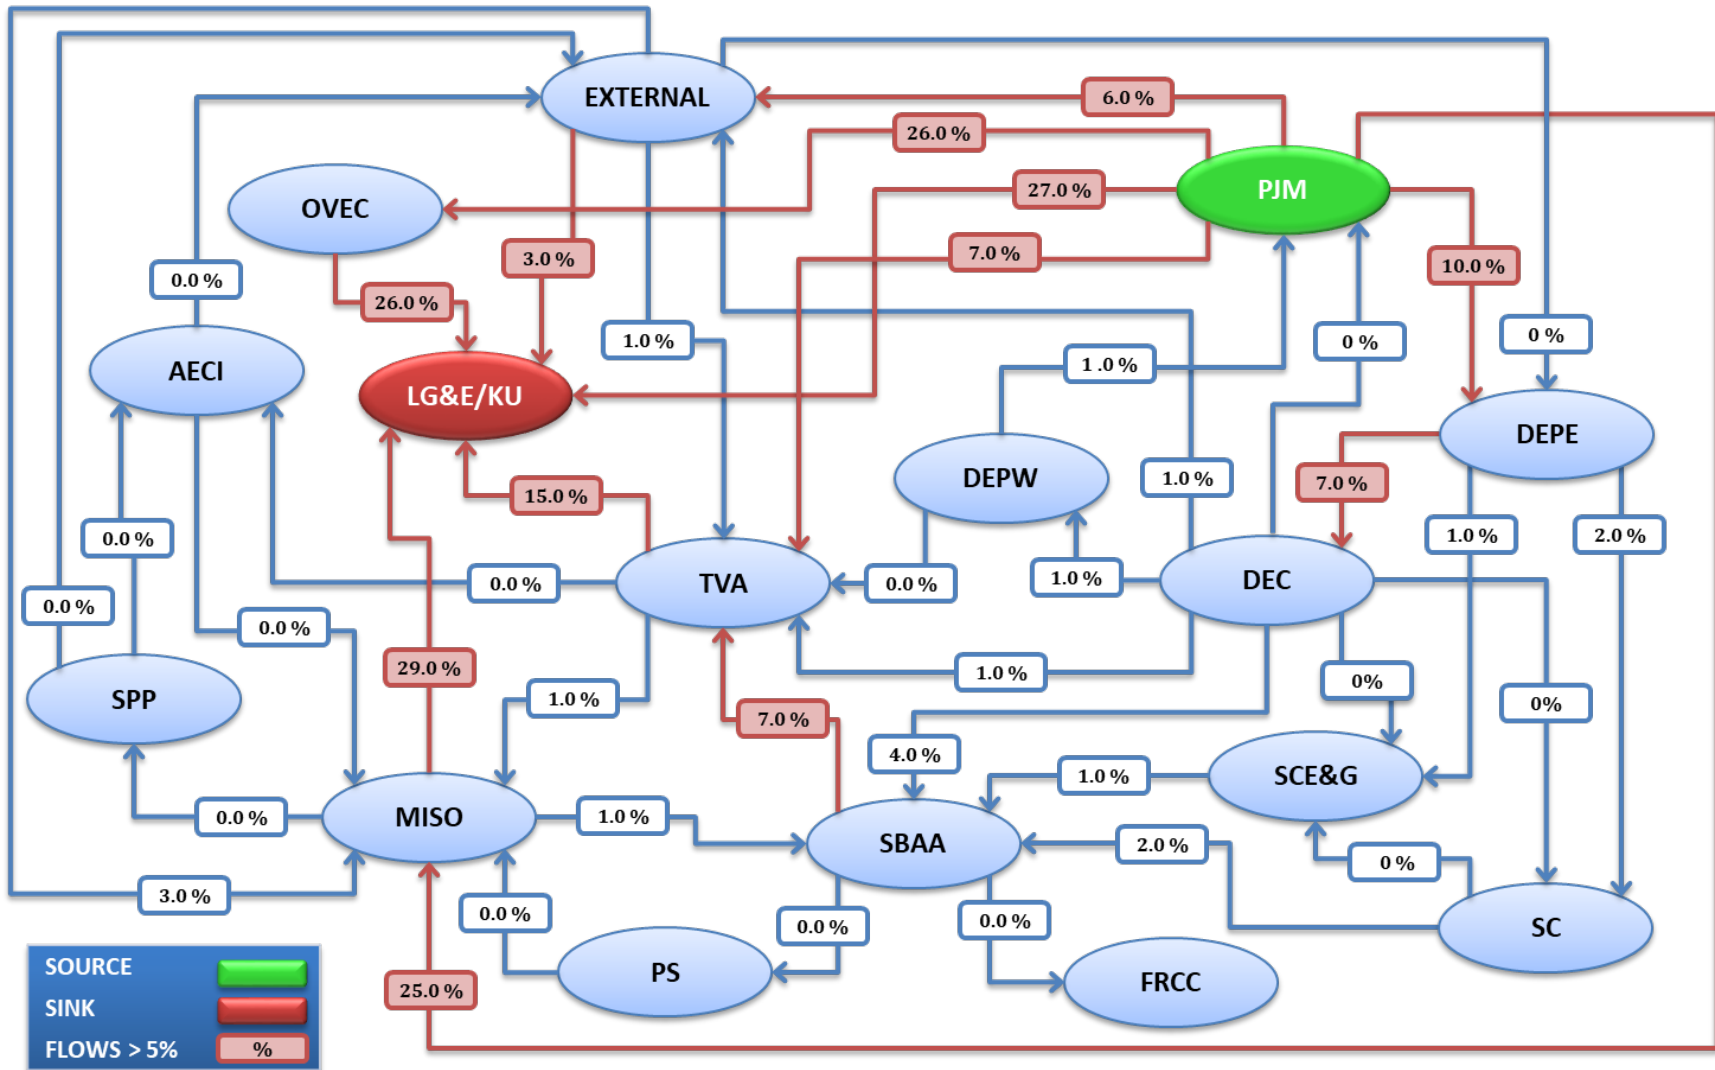 EXTERNAL
6.0 %
26.0 %
PJM
27.0 %
OVEC
7.0 %
3.0 %
10.0 %
0.0 %
26.0 %
1.0 %
0 %
0 %
1 .0 %
AECI
LG&E/KU
DEPE
DEPW
1.0 %
7.0 %
15.0 %
0.0 %
1.0 %
2.0 %
TVA
0.0 %
0.0 %
1.0 %
DEC
0.0 %
0.0 %
29.0 %
1.0 %
0%
SPP
1.0 %
7.0 %
0%
4.0 %
1.0 %
SCE&G
0.0 %
MISO
1.0 %
SBAA
2.0 %
0 %
3.0 %
0.0 %
0.0 %
0.0 %
SC
PS
FRCC
25.0 %
SOURCE
SINK
FLOWS > 5%
%